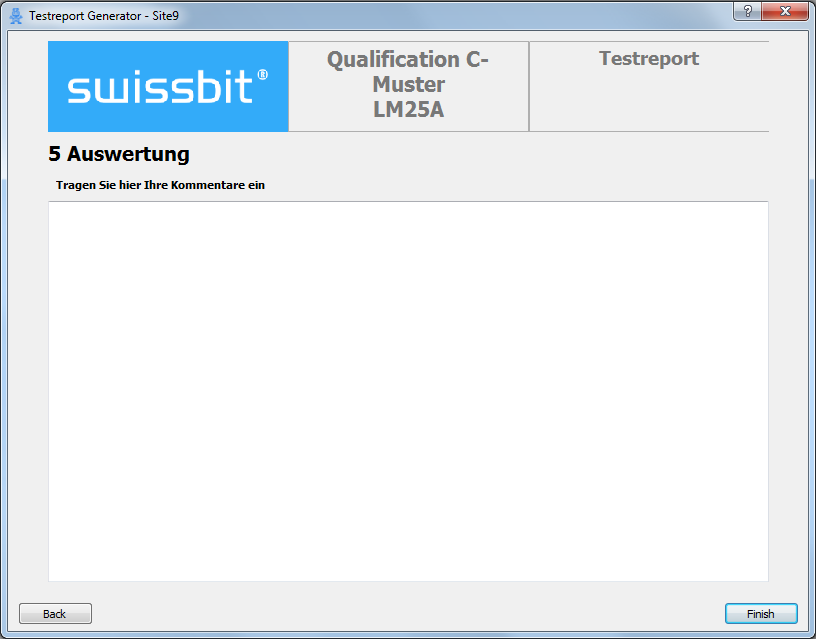 Testreport Generator - Site9
?
swissbit®
Qualification C-
Muster
LM25A
Testreport
5 Auswertung
Tragen Sie hier Ihre Kommentare ein
Back
Finish